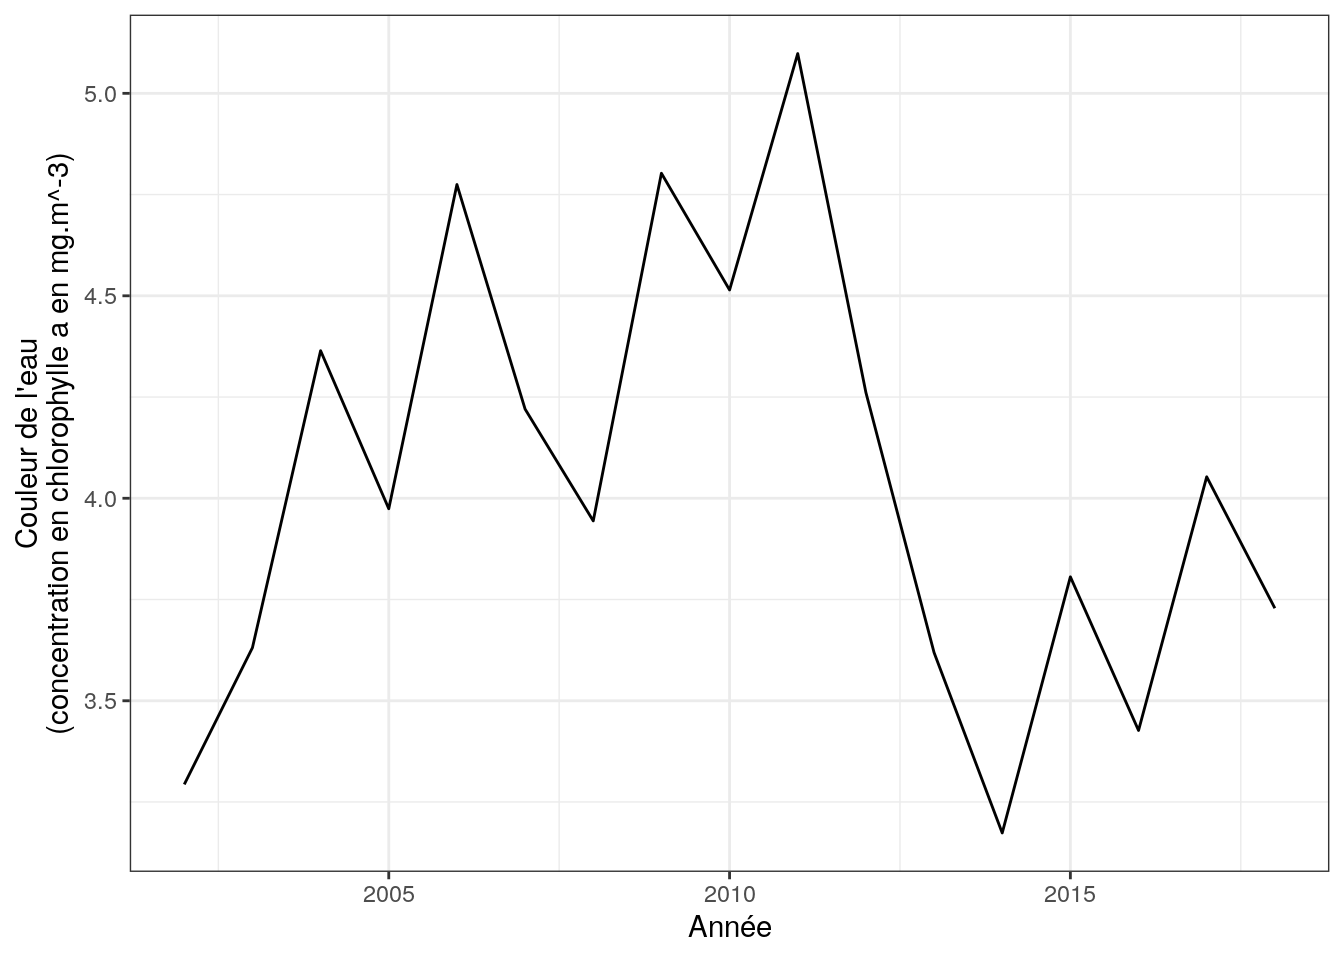 Couleur de l'eau
(concentration en chlorophylle a en mg.m^-3)
5.0
4.5
4.0
3.5
2005
2010
2015
Année